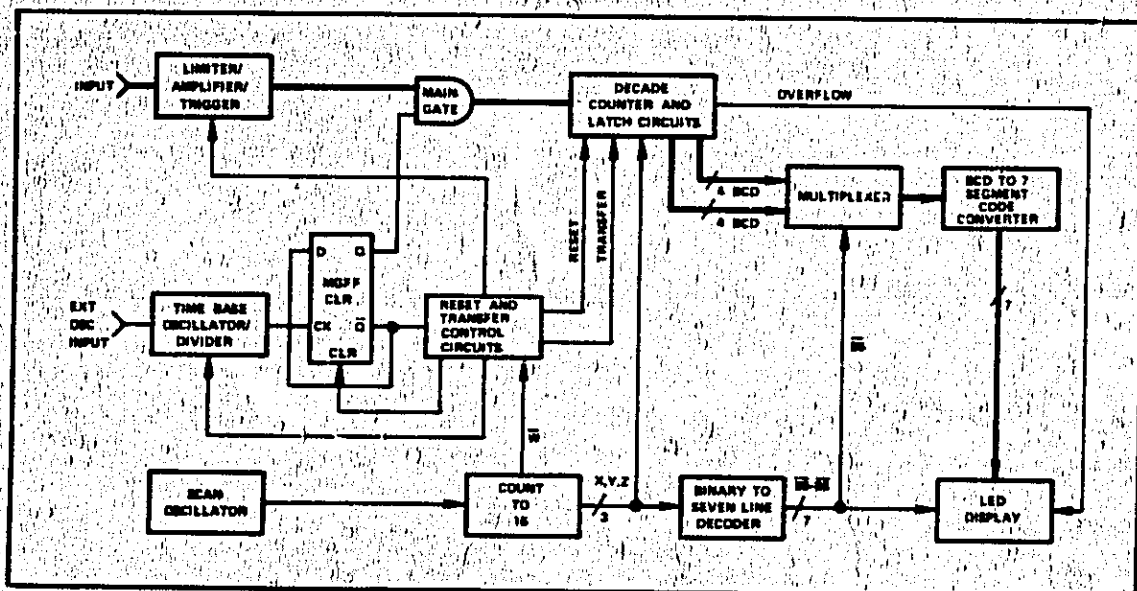 INPUT
LIMITER/
AMPLIFIER/
TRIGGER
MAIN
GATE
DECADE
COUNTER AND
LATCH CIRCUITS
OVERFLOW
4 BCD
4 BCD
MULTIPLEXER
BCD TO 7
SEGMENT
CODE
CONVERTER
RESET
TRANSFER
D
Q
MGFF
CLR
CK
Q̅
CLR
EXT
OSC
INPUT
TIME BASE
OSCILLATOR/
DIVIDER
RESET AND
TRANSFER
CONTROL
CIRCUITS
7
W̅
SCAN
OSCILLATOR
COUNT
TO
16
X,Y,Z
3
BINARY TO
SEVEN LINE
DECODER
7
LED
DISPLAY